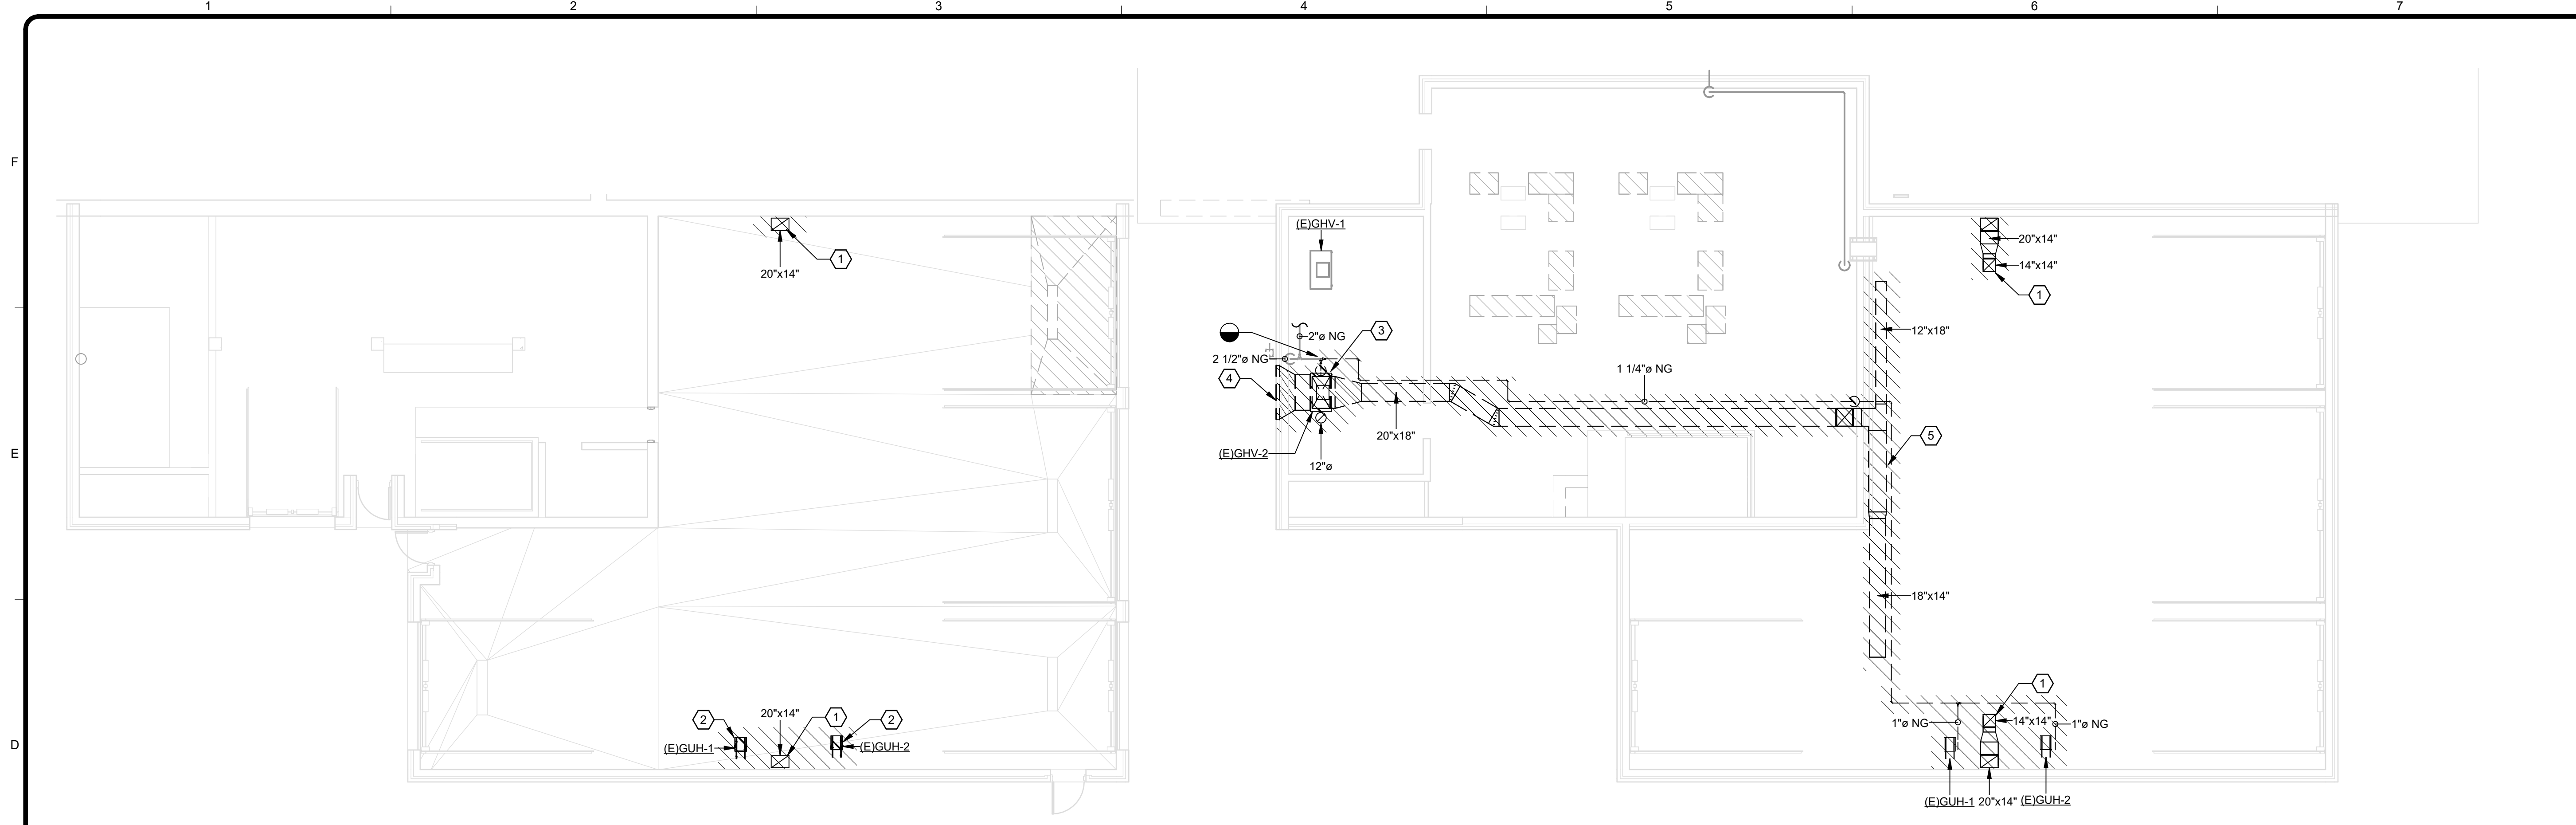 1 2 3 4 5 6 7
F
E
D
20"x14"
1
2
(E)GUH-1
20"x14"
1
2
(E)GUH-2
(E)GHV-1
2"ø NG
3
2 1/2"ø NG
4
(E)GHV-2
12"ø
20"x18"
1 1/4"ø NG
20"x14"
14"x14"
1
12"x18"
5
18"x14"
1
1"ø NG
14"x14"
1"ø NG
(E)GUH-1
20"x14"
(E)GUH-2